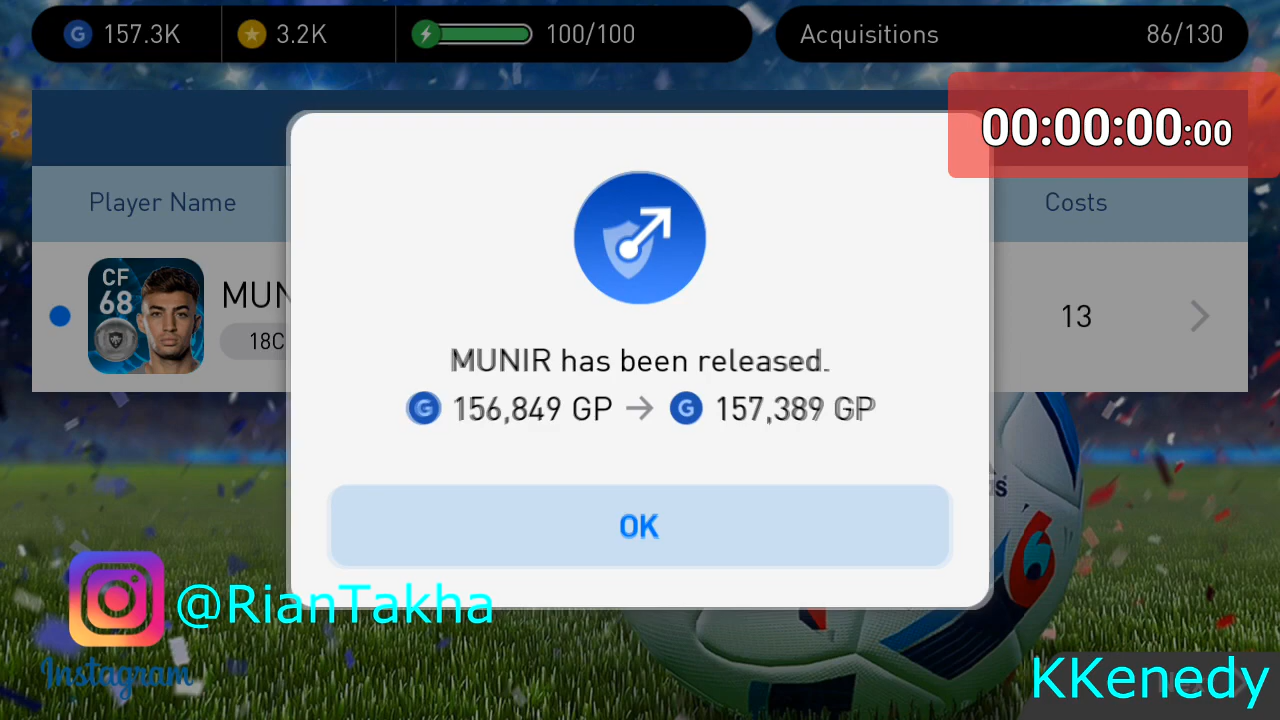 157.3K
3.2K
100/100
Acquisitions
86/130
00:00:00:00
Player Name
Costs
CF
68
MUN
18C
13
MUNIR has been released.
156,849 GP → 157,389 GP
OK
@RianTakha
Instagram
KKenedy